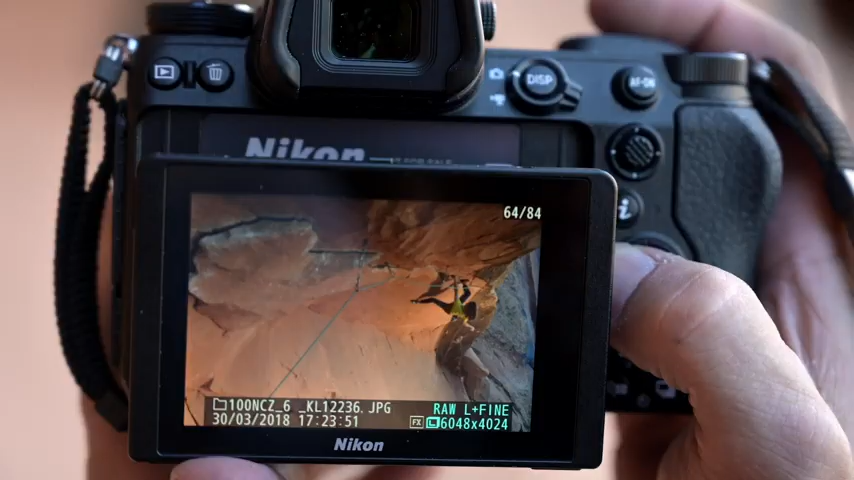 DISP
AF-ON
Nikon
i
64/84
100NCZ_6 _KL12236.JPG
RAW L+FINE
30/03/2018 17:23:51
FX 6048x4024
Nikon